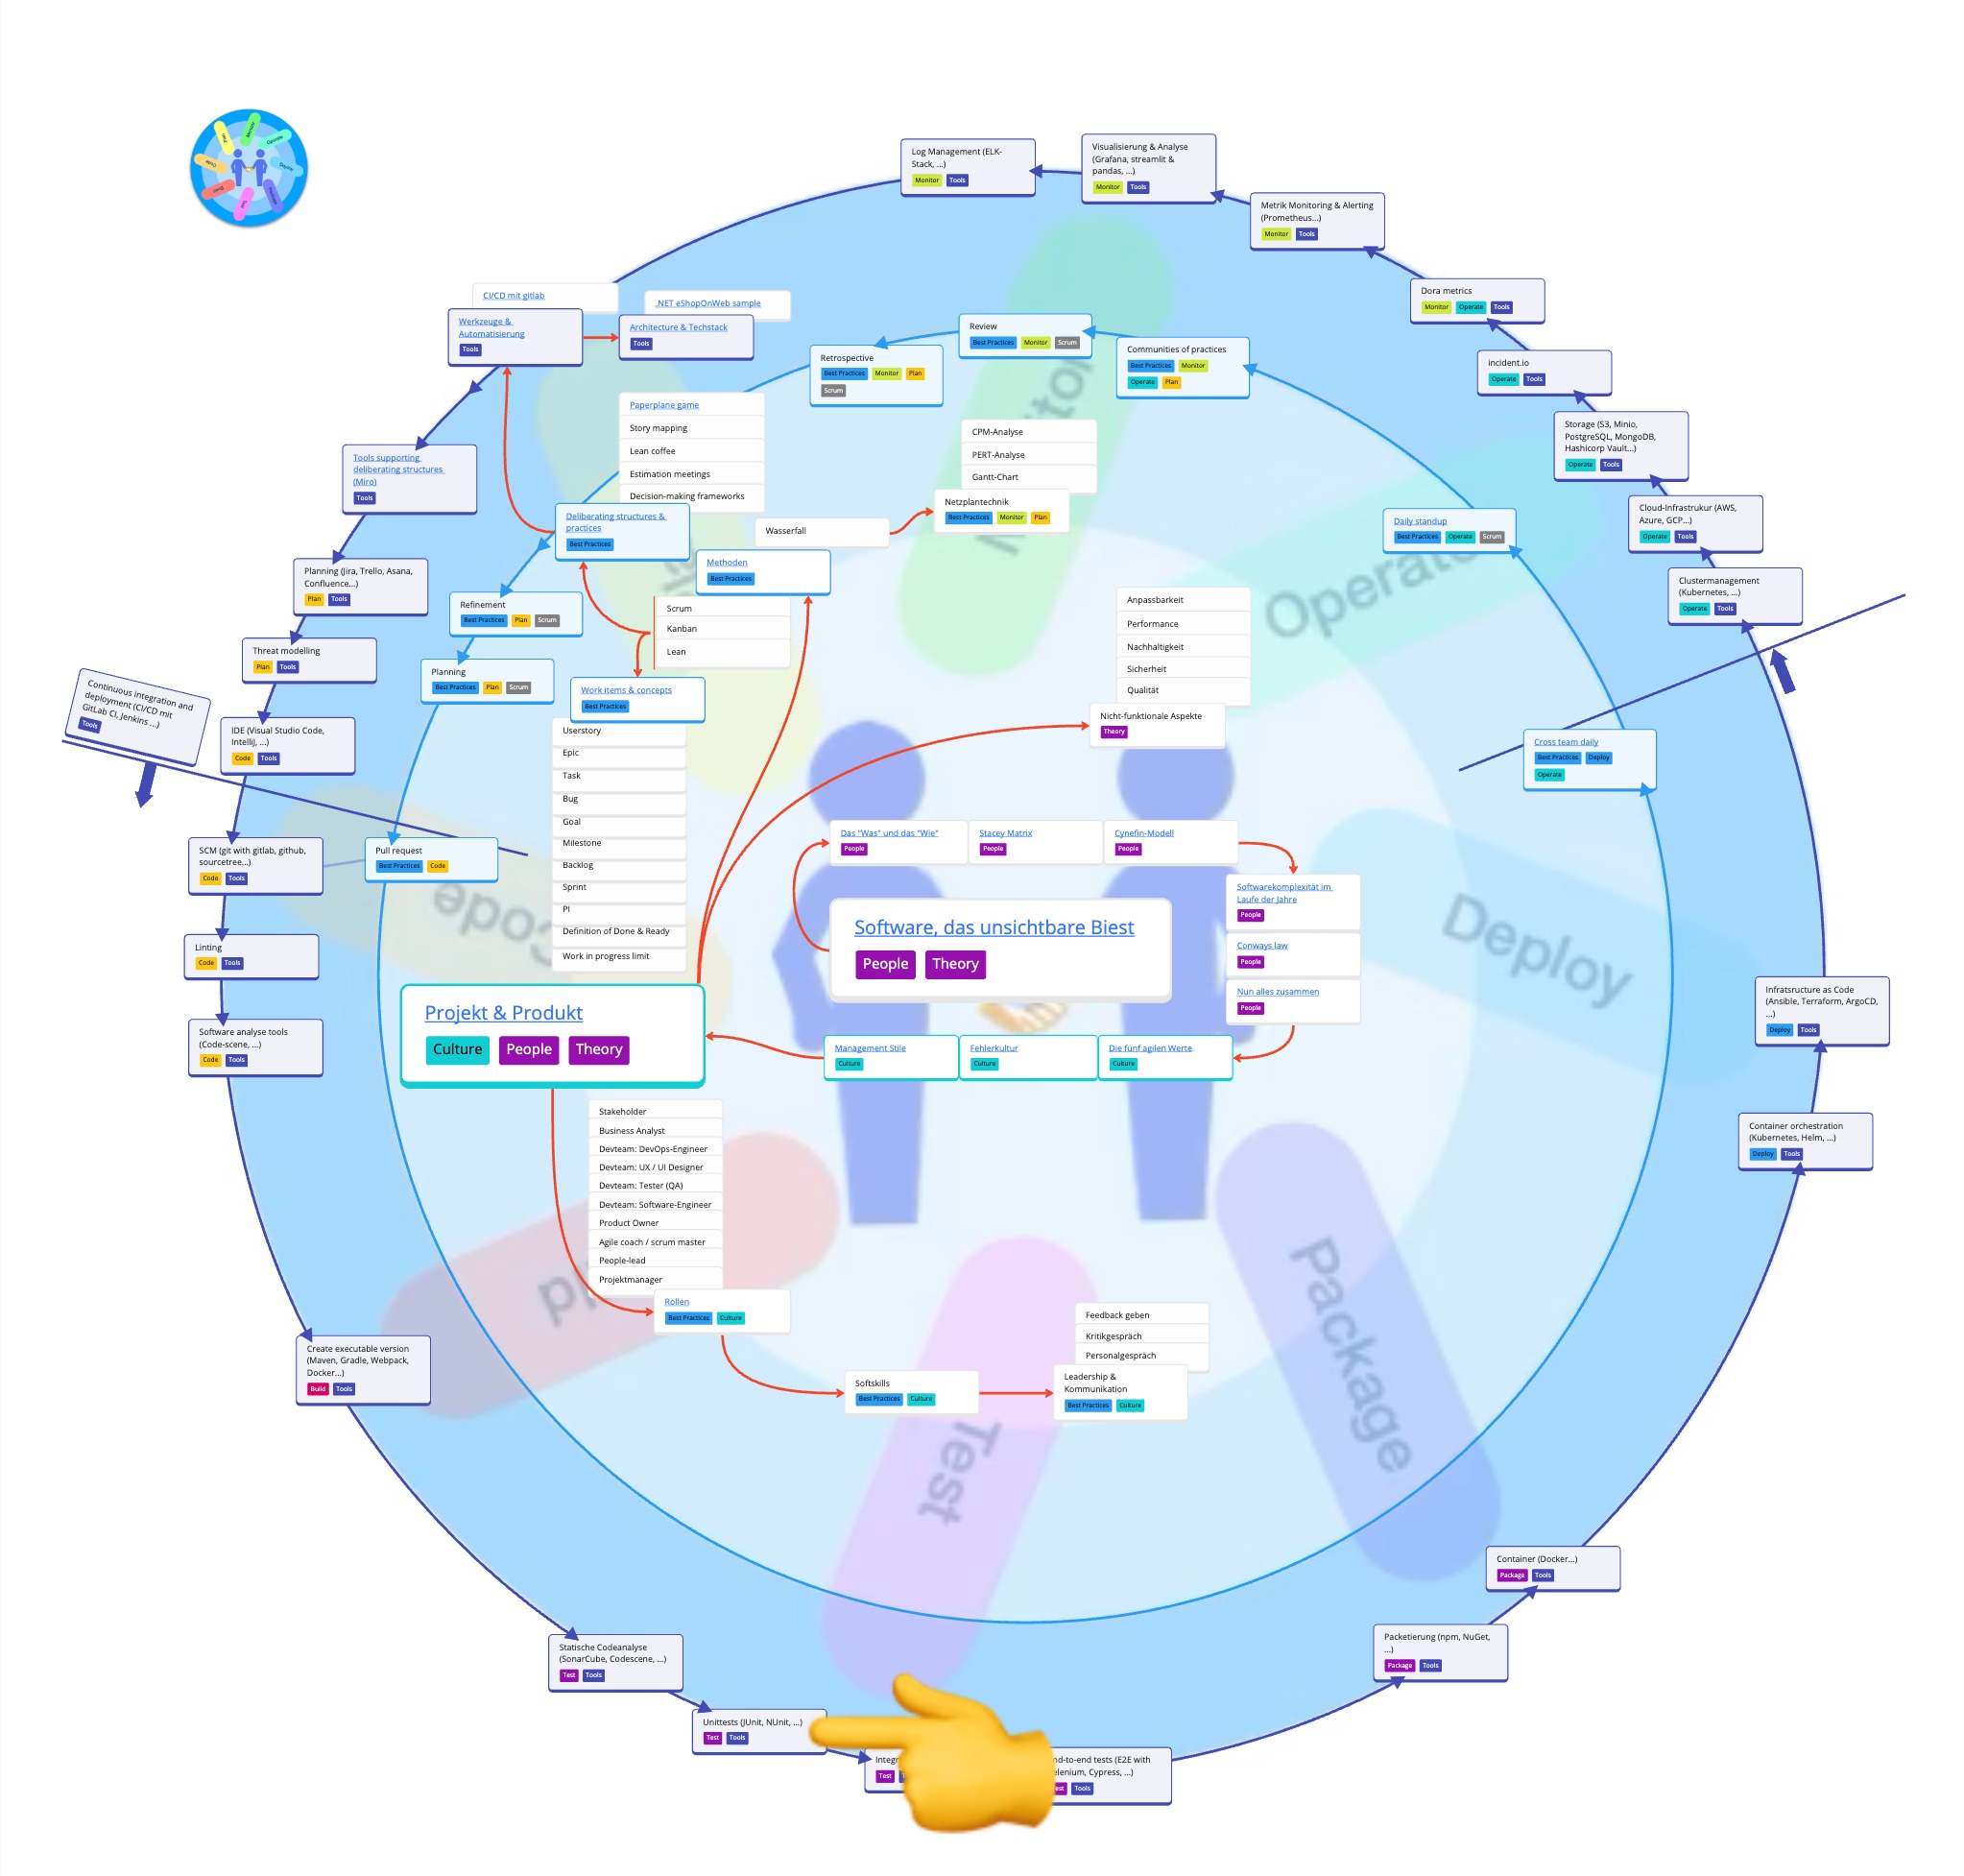 Log Management (ELK-
Stack, ...)
Monitor Tools
Visualisierung & Analyse
(Grafana, streamlit &
pandas, ...)
Monitor Tools
Metrik Monitoring & Alerting
(Prometheus...)
Monitor Tools
Dora metrics
Monitor Operate Tools
incident.io
Operate Tools
Storage (S3, Minio,
PostgreSQL, MongoDB,
Hashicorp Vault...)
Operate Tools
Cloud-Infrastrukur (AWS,
Azure, GCP...)
Operate Tools
Clustermanagement
(Kubernetes, ...)
Operate Tools
CI/CD mit gitlab
Werkzeuge &
Automatisierung
Tools
.NET eShopOnWeb sample
Architecture & Techstack
Tools
Review
Best Practices Monitor Scrum
Retrospective
Best Practices Monitor Plan
Scrum
Communities of practices
Best Practices Monitor
Operate Plan
Daily standup
Best Practices Operate Scrum
Cross team daily
Best Practices Deploy
Operate
Tools supporting
deliberating structures
(Miro)
Tools
Planning (Jira, Trello, Asana,
Confluence...)
Plan Tools
Threat modelling
Plan Tools
Continuous integration and
deployment (CI/CD mit
GitLab CI, Jenkins ...)
Tools
IDE (Visual Studio Code,
Intellij, ...)
Code Tools
SCM (git with gitlab, github,
sourcetree...)
Code Tools
Linting
Code Tools
Software analyse tools
(Code-scene, ...)
Code Tools
Paperplane game
Story mapping
Lean coffee
Estimation meetings
Decision-making frameworks
Deliberating structures &
practices
Best Practices
CPM-Analyse
PERT-Analyse
Gantt-Chart
Netzplantechnik
Best Practices Monitor Plan
Wasserfall
Methoden
Best Practices
Refinement
Best Practices Plan Scrum
Planning
Best Practices Plan Scrum
Pull request
Best Practices Code
Scrum
Kanban
Lean
Work items & concepts
Best Practices
Userstory
Epic
Task
Bug
Goal
Milestone
Backlog
Sprint
PI
Definition of Done & Ready
Work in progress limit
Anpassbarkeit
Performance
Nachhaltigkeit
Sicherheit
Qualität
Nicht-funktionale Aspekte
Theory
Operate
Deploy
Package
Test
Code
Das "Was" und das "Wie"
People
Stacey Matrix
People
Cynefin-Modell
People
Softwarekomplexität im
Laufe der Jahre
People
Conways law
People
Nun alles zusammen
People
Software, das unsichtbare Biest
People Theory
Projekt & Produkt
Culture People Theory
Management Stile
Culture
Fehlerkultur
Culture
Die fünf agilen Werte
Culture
Stakeholder
Business Analyst
Devteam: DevOps-Engineer
Devteam: UX / UI Designer
Devteam: Tester (QA)
Devteam: Software-Engineer
Product Owner
Agile coach / scrum master
People-lead
Projektmanager
Rollen
Best Practices Culture
Softskills
Best Practices Culture
Feedback geben
Kritikgespräch
Personalgespräch
Leadership &
Kommunikation
Best Practices Culture
Infratsructure as Code
(Ansible, Terraform, ArgoCD,
...)
Deploy Tools
Container orchestration
(Kubernetes, Helm, ...)
Deploy Tools
Create executable version
(Maven, Gradle, Webpack,
Docker...)
Build Tools
Statische Codeanalyse
(SonarCube, Codescene, ...)
Test Tools
Unittests (JUnit, NUnit, ...)
Test Tools
Test
nd-to-end tests (E2E with
elenium, Cypress, ...)
Tools
Packetierung (npm, NuGet,
...)
Package Tools
Container (Docker...)
Package Tools